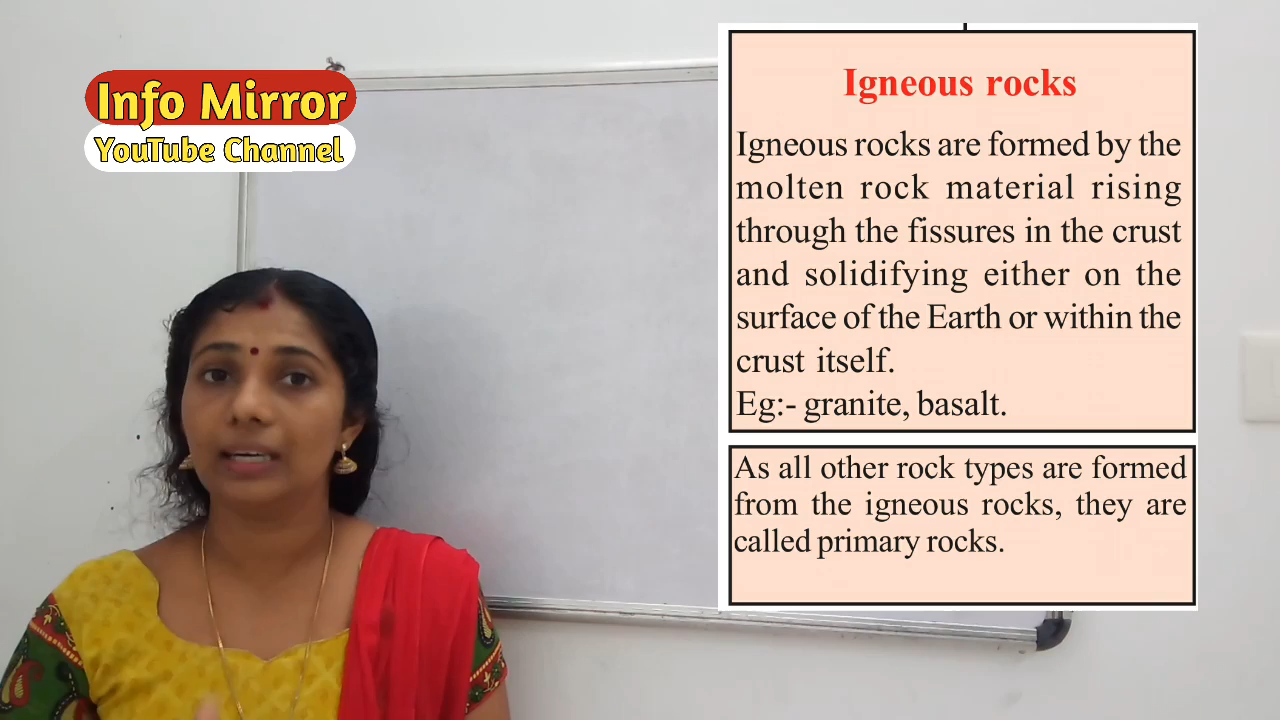 Info Mirror
YouTube Channel
Igneous rocks
Igneous rocks are formed by the
molten rock material rising
through the fissures in the crust
and solidifying either on the
surface of the Earth or within the
crust itself.
Eg:- granite, basalt.
As all other rock types are formed
from the igneous rocks, they are
called primary rocks.